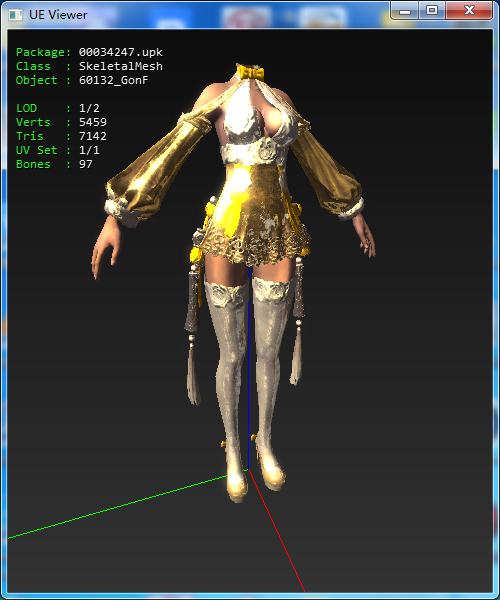 UE Viewer
Package: 00034247.upk
Class : SkeletalMesh
Object : 60132_GonF
LOD : 1/2
Verts : 5459
Tris : 7142
UV Set : 1/1
Bones : 97